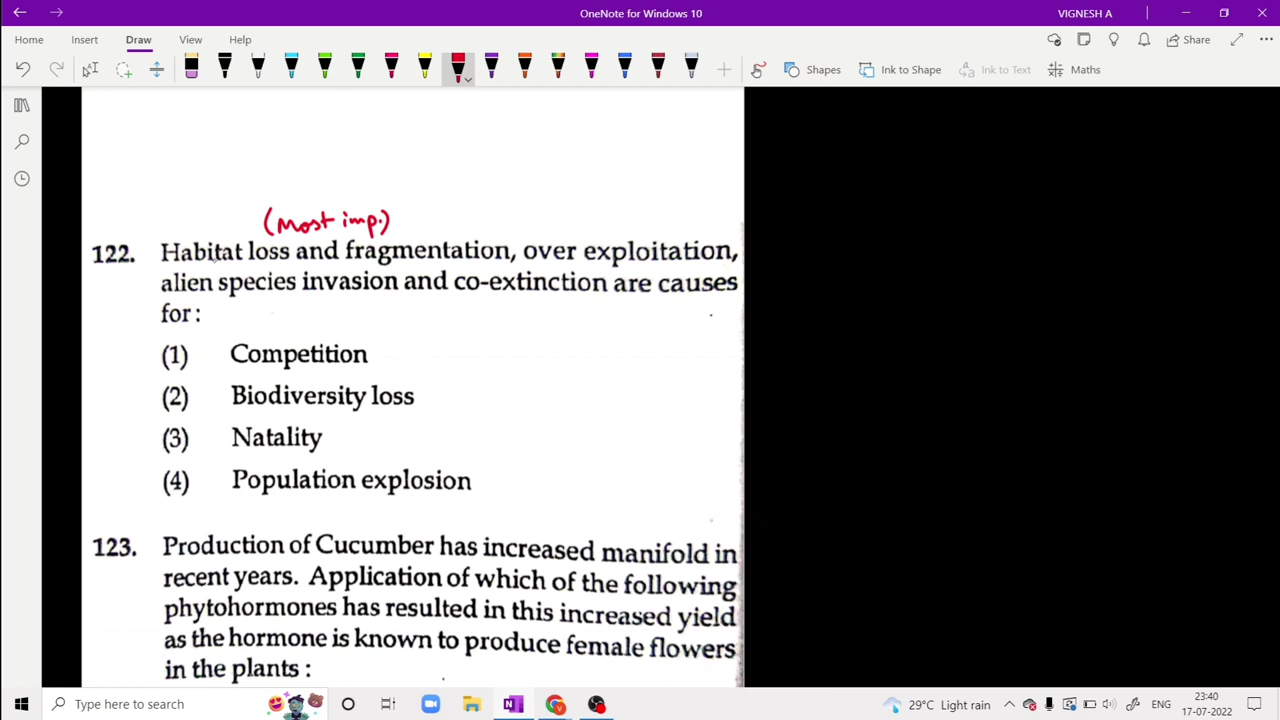 OneNote for Windows 10
VIGNESH A
Home Insert Draw View Help
Share
Shapes
Ink to Shape
Ink to Text
Maths
(Most imp.)
122. Habitat loss and fragmentation, over exploitation,
alien species invasion and co-extinction are causes
for :
(1) Competition
(2) Biodiversity loss
(3) Natality
(4) Population explosion
123. Production of Cucumber has increased manifold in
recent years. Application of which of the following
phytohormones has resulted in this increased yield
as the hormone is known to produce female flowers
in the plants :
Type here to search
29°C Light rain
ENG
23:40
17-07-2022